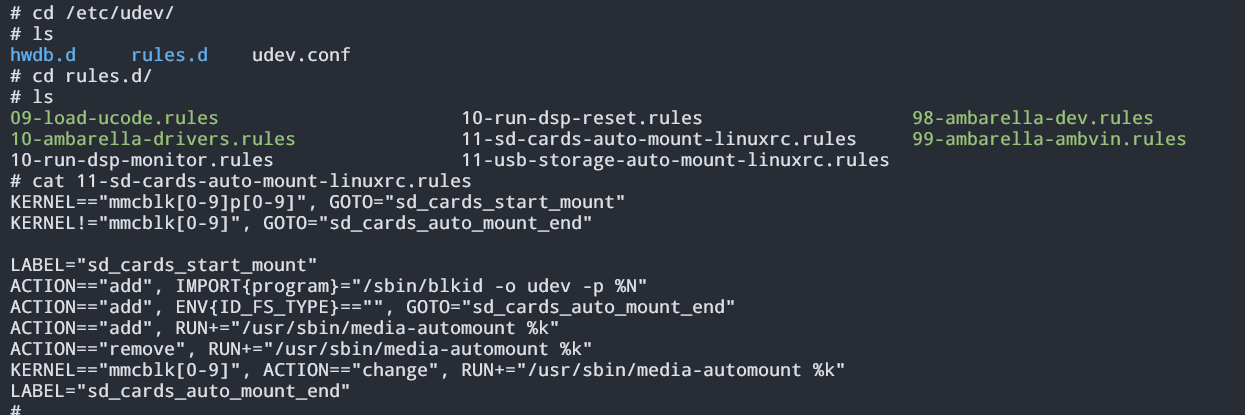 # cd /etc/udev/
# ls
hwdb.d     rules.d    udev.conf
# cd rules.d/
# ls
09-load-ucode.rules                      10-run-dsp-reset.rules                   98-ambarella-dev.rules
10-ambarella-drivers.rules               11-sd-cards-auto-mount-linuxrc.rules     99-ambarella-ambvin.rules
10-run-dsp-monitor.rules                 11-usb-storage-auto-mount-linuxrc.rules
# cat 11-sd-cards-auto-mount-linuxrc.rules
KERNEL=="mmcblk[0-9]p[0-9]", GOTO="sd_cards_start_mount"
KERNEL!="mmcblk[0-9]", GOTO="sd_cards_auto_mount_end"

LABEL="sd_cards_start_mount"
ACTION=="add", IMPORT{program}="/sbin/blkid -o udev -p %N"
ACTION=="add", ENV{ID_FS_TYPE}=="", GOTO="sd_cards_auto_mount_end"
ACTION=="add", RUN+="/usr/sbin/media-automount %k"
ACTION=="remove", RUN+="/usr/sbin/media-automount %k"
KERNEL=="mmcblk[0-9]", ACTION=="change", RUN+="/usr/sbin/media-automount %k"
LABEL="sd_cards_auto_mount_end"
#